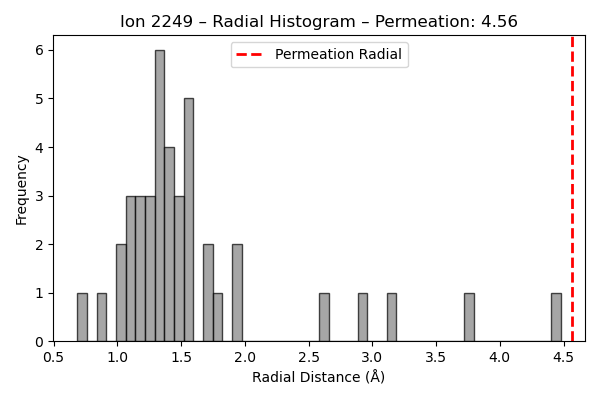 Ion 2249 – Radial Histogram – Permeation: 4.56
Permeation Radial
Frequency
6
5
4
3
2
1
0
0.5 1.0 1.5 2.0 2.5 3.0 3.5 4.0 4.5
Radial Distance (Å)